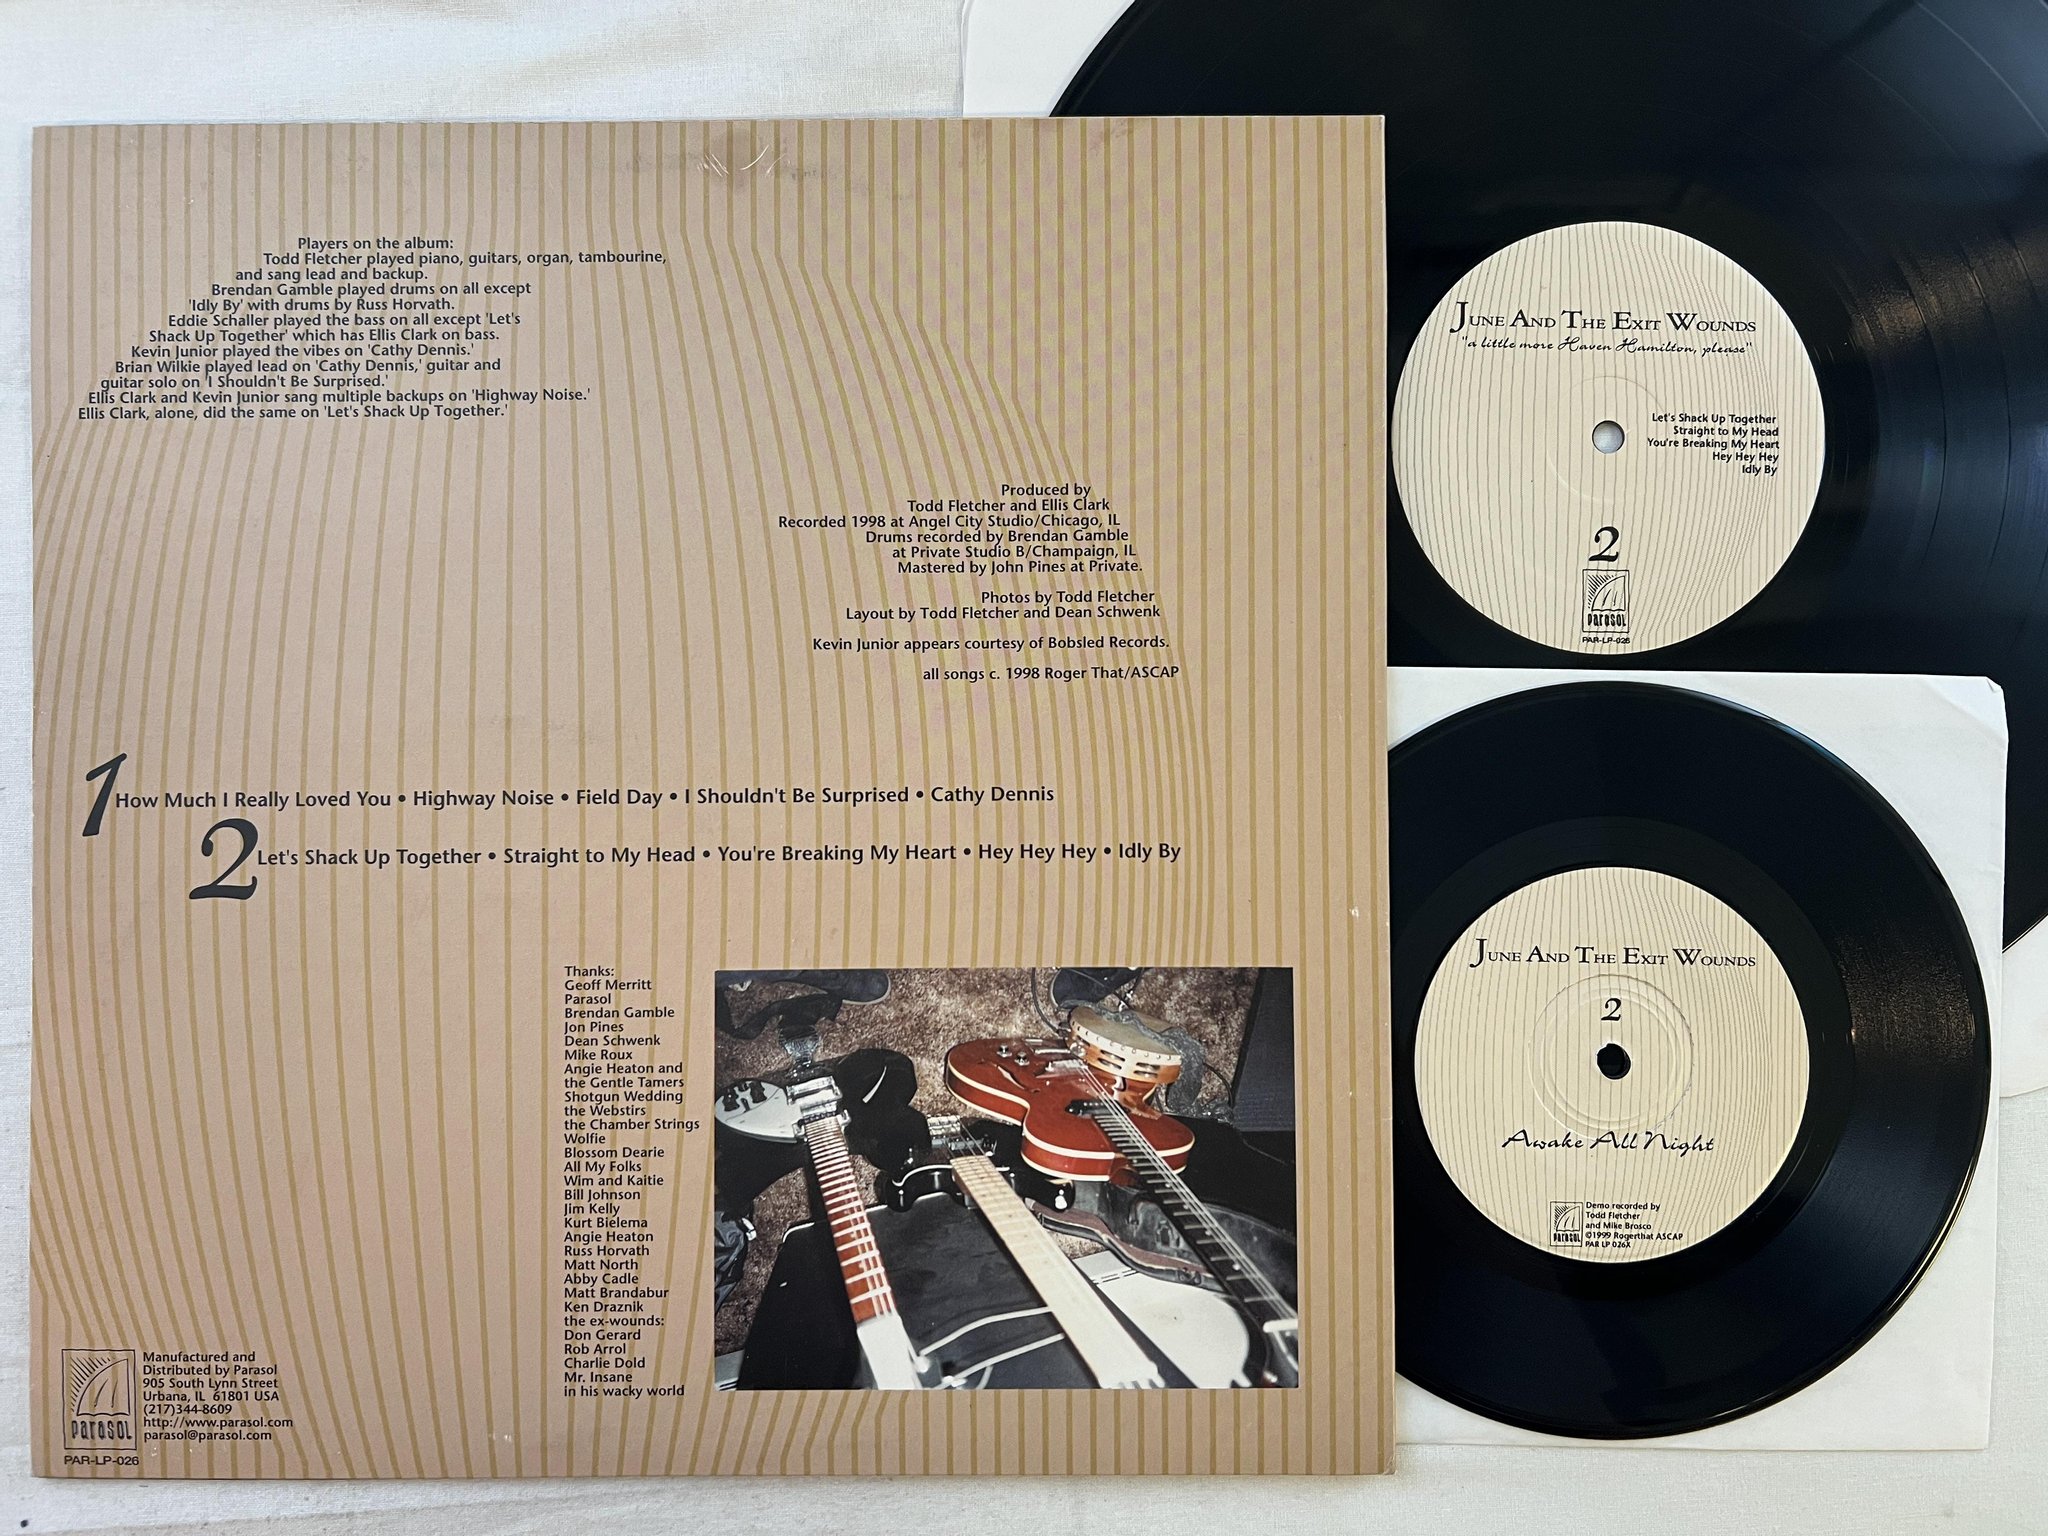 Players on the album:
Todd Fletcher played piano, guitars, organ, tambourine,
and sang lead and backup.
Brendan Gamble played drums on all except
'Idly By' with drums by Russ Horvath.
Eddie Schaller played the bass on all except 'Let's
Shack Up Together' which has Ellis Clark on bass.
Kevin Junior played the vibes on 'Cathy Dennis.'
Brian Wilkie played lead on 'Cathy Dennis,' guitar and
guitar solo on 'I Shouldn't Be Surprised.'
Ellis Clark and Kevin Junior sang multiple backups on 'Highway Noise.'
Ellis Clark, alone, did the same on 'Let's Shack Up Together.'
Produced by
Todd Fletcher and Ellis Clark
Recorded 1998 at Angel City Studio/Chicago, IL
Drums recorded by Brendan Gamble
at Private Studio B/Champaign, IL
Mastered by John Pines at Private.
Photos by Todd Fletcher
Layout by Todd Fletcher and Dean Schwenk
Kevin Junior appears courtesy of Bobsled Records.
all songs c. 1998 Roger That/ASCAP
1 How Much I Really Loved You • Highway Noise • Field Day • I Shouldn't Be Surprised • Cathy Dennis
2 Let's Shack Up Together • Straight to My Head • You're Breaking My Heart • Hey Hey Hey • Idly By
Thanks:
Geoff Merritt
Parasol
Brendan Gamble
Jon Pines
Dean Schwenk
Mike Roux
Angie Heaton and
the Gentle Tamers
Shotgun Wedding
the Webstirs
the Chamber Strings
Wolfie
Blossom Dearie
All My Folks
Wim and Kaitie
Bill Johnson
Jim Kelly
Kurt Bielema
Angie Heaton
Russ Horvath
Matt North
Abby Cadle
Matt Brandabur
Ken Draznik
the ex-wounds:
Don Gerard
Rob Arrol
Charlie Dold
Mr. Insane
in his wacky world
parasol
Manufactured and
Distributed by Parasol
905 South Lynn Street
Urbana, IL 61801 USA
(217)344-8609
http://www.parasol.com
parasol@parasol.com
PAR-LP-026
June And The Exit Wounds
"a little more Haven Hamilton, please"
Let's Shack Up Together
Straight to My Head
You're Breaking My Heart
Hey Hey Hey
Idly By
2
parasol
PAR-LP-026
June And The Exit Wounds
2
Awake All Night
parasol
Demo recorded by
Todd Fletcher
and Mike Brosco
©1999 Rogerthat ASCAP
PAR LP 026X